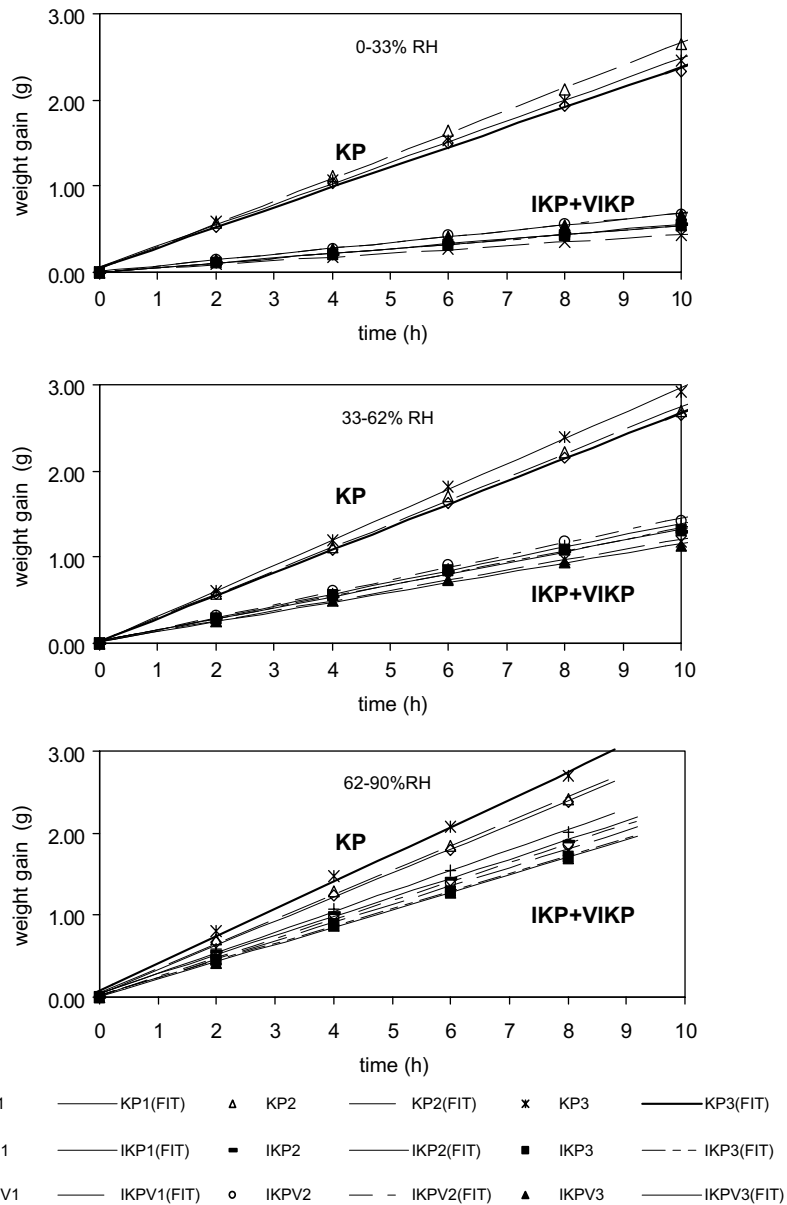 3.00
0-33% RH
2.00
weight gain (g)
KP
1.00
IKP+VIKP
0.00
0 1 2 3 4 5 6 7 8 9 10
time (h)
3.00
33-62% RH
2.00
weight gain (g)
KP
1.00
IKP+VIKP
0.00
0 1 2 3 4 5 6 7 8 9 10
time (h)
3.00
62-90%RH
2.00
weight gain (g)
KP
1.00
IKP+VIKP
0.00
0 1 2 3 4 5 6 7 8 9 10
time (h)
1 KP1(FIT) KP2 KP2(FIT) KP3 KP3(FIT)
1 IKP1(FIT) IKP2 IKP2(FIT) IKP3 IKP3(FIT)
V1 IKPV1(FIT) IKPV2 IKPV2(FIT) IKPV3 IKPV3(FIT)